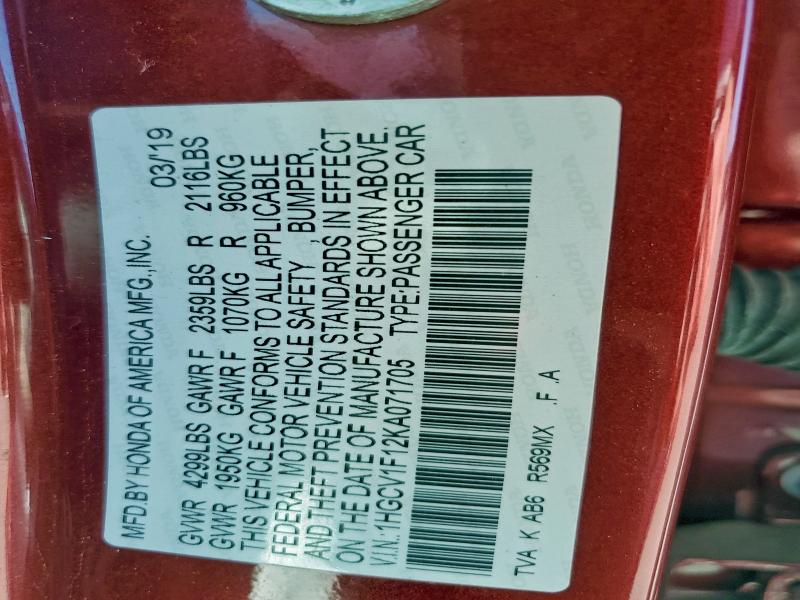 MFD.BY HONDA OF AMERICA MFG.,INC. 03/'19
GVWR 4299LBS GAWR F 2359LBS R 2116LBS
GVWR 1950KG GAWR F 1070KG R 960KG
THIS VEHICLE CONFORMS TO ALL APPLICABLE
FEDERAL MOTOR VEHICLE SAFETY , BUMPER,
AND THEFT PREVENTION STANDARDS IN EFFECT
ON THE DATE OF MANUFACTURE SHOWN ABOVE.
V.I.N.:1HGCV1F12KA071705 TYPE:PASSENGER CAR
TVA K AB6 R569MX .F .A